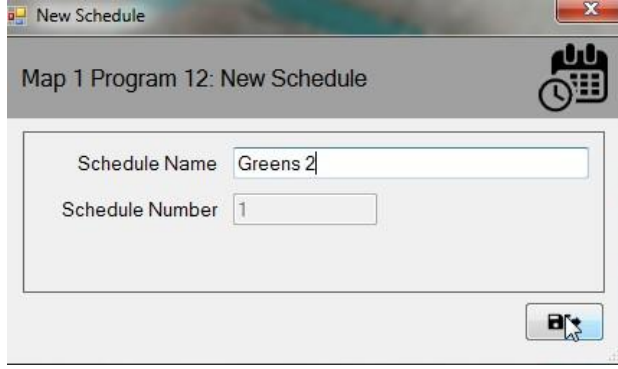 New Schedule
Map 1 Program 12: New Schedule
Schedule Name Greens 2
Schedule Number 1